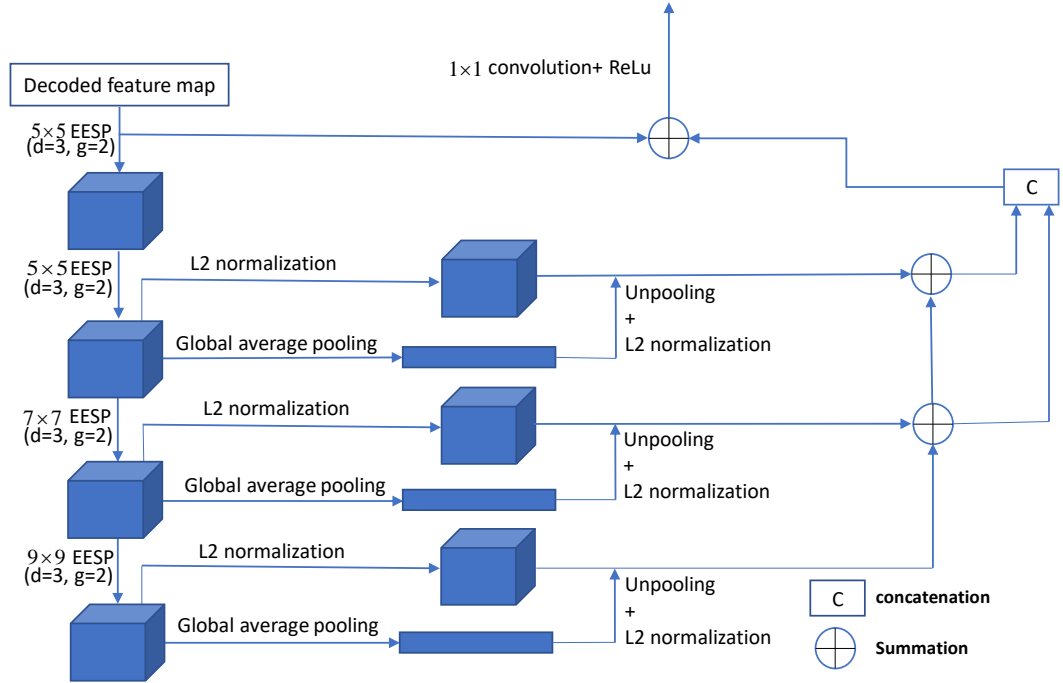 1×1 convolution+ ReLu
Decoded feature map
5×5 EESP
(d=3, g=2)
C
5×5 EESP
(d=3, g=2)
L2 normalization
Unpooling
+
L2 normalization
Global average pooling
7×7 EESP
(d=3, g=2)
L2 normalization
Unpooling
+
L2 normalization
Global average pooling
9×9 EESP
(d=3, g=2)
L2 normalization
Unpooling
+
L2 normalization
Global average pooling
C concatenation
Summation